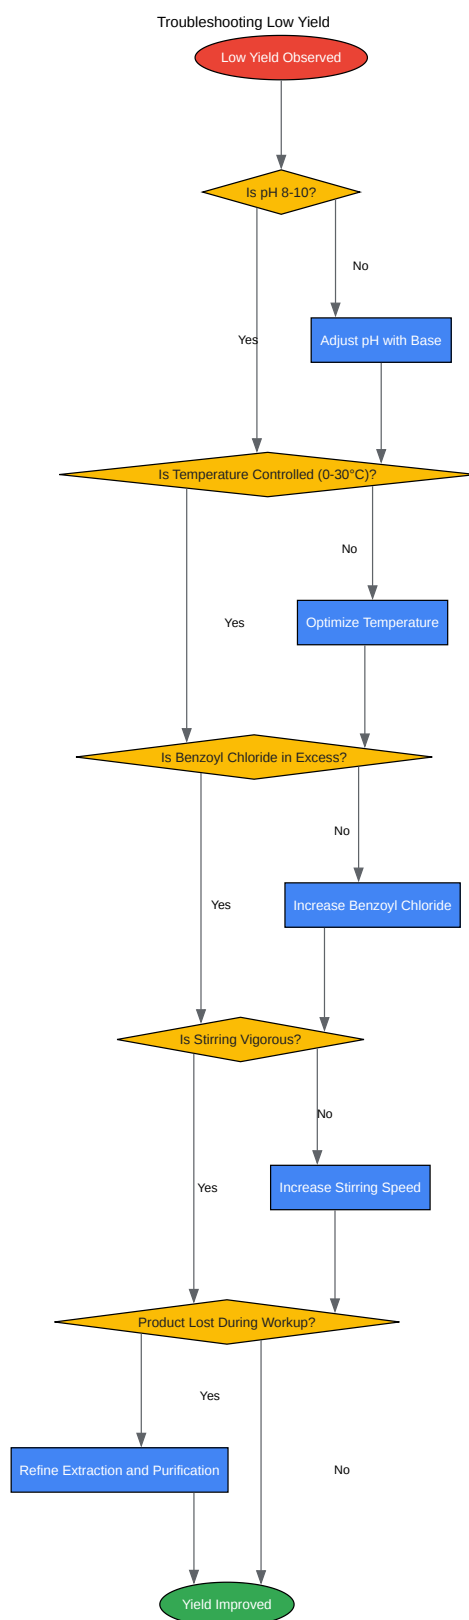 Troubleshooting Low Yield
Low Yield Observed
Is pH 8-10?
No
Yes
Adjust pH with Base
Is Temperature Controlled (0-30°C)?
No
Yes
Optimize Temperature
Is Benzoyl Chloride in Excess?
No
Yes
Increase Benzoyl Chloride
Is Stirring Vigorous?
No
Yes
Increase Stirring Speed
Product Lost During Workup?
Yes
Refine Extraction and Purification
No
Yield Improved